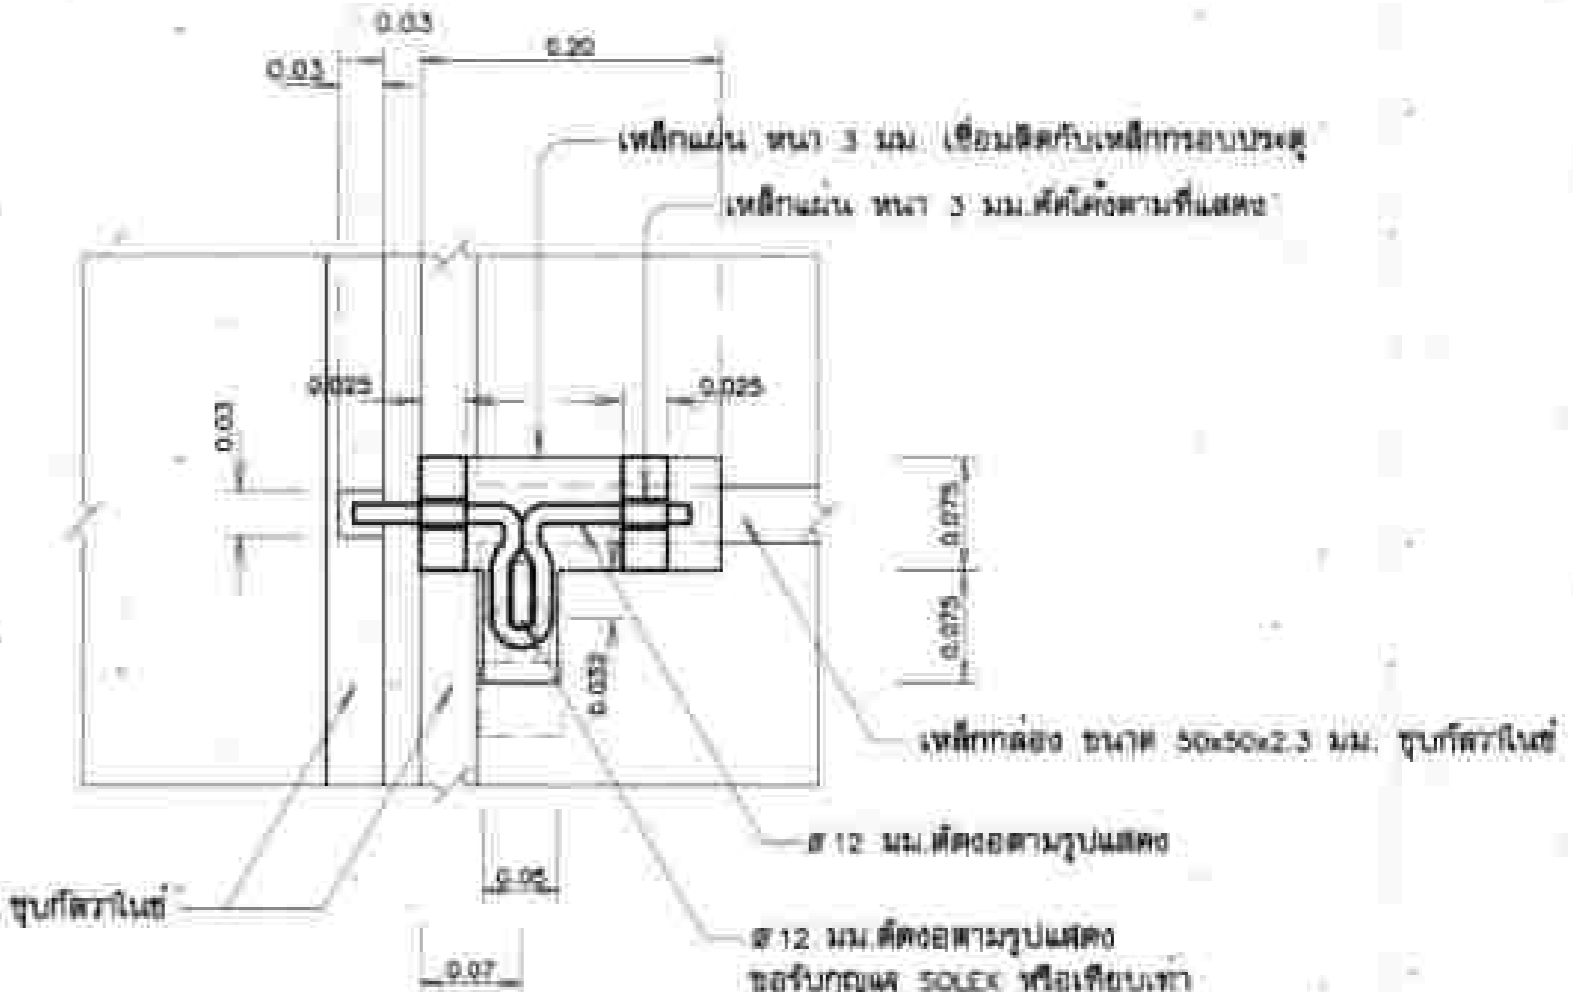 0.03
0.20
0.03
เหล็กแผ่น หนา 3 มม. เชื่อมติดกับเหล็กกรอบประตู
เหล็กแผ่น หนา 3 มม.ดัดโค้งตามที่แสดง
0.025
0.025
0.03
0.075
0.075
0.032
เหล็กกล่อง ขนาด 50x50x2.3 มม. ชุบกัลวาไนซ์
ø 12 มม.ดัดงอตามรูปแสดง
ชุบกัลวาไนซ์
ø 12 มม.ดัดงอตามรูปแสดง
0.07
ขอรับกุญแจ SOLEX หรือเทียบเท่า